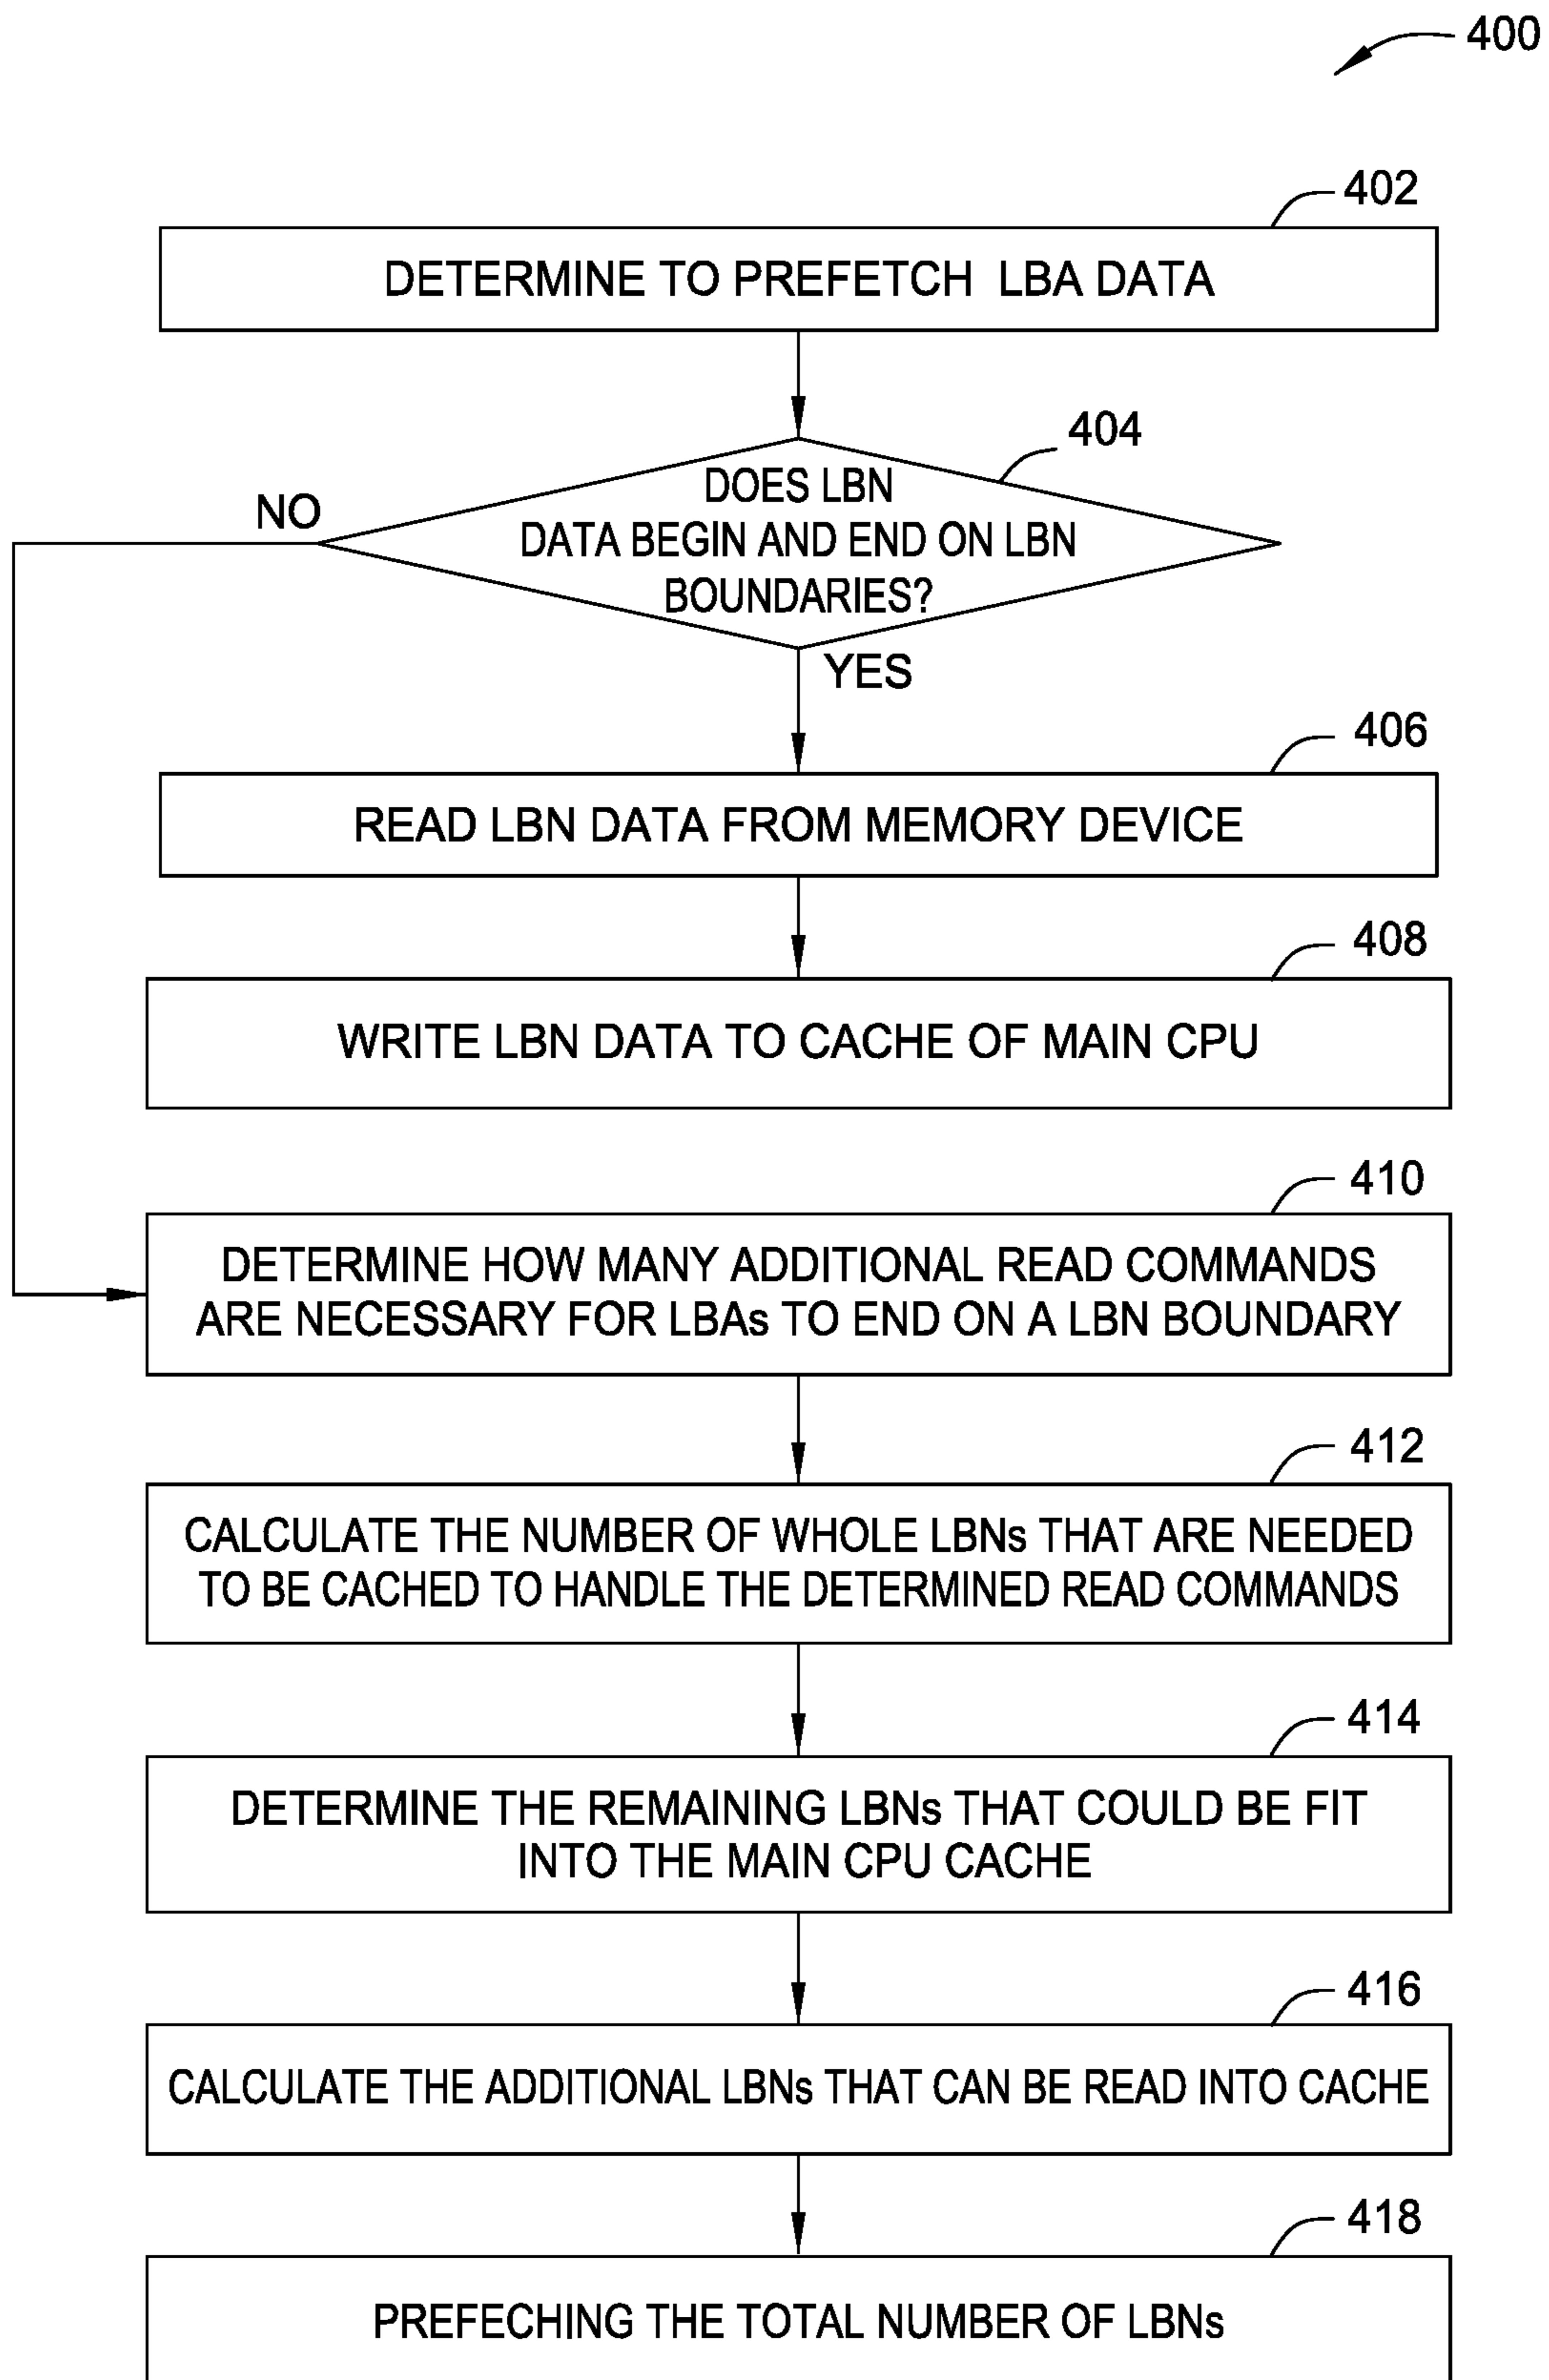 400
402
DETERMINE TO PREFETCH LBA DATA
404
DOES LBN
DATA BEGIN AND END ON LBN
BOUNDARIES?
NO
YES
406
READ LBN DATA FROM MEMORY DEVICE
408
WRITE LBN DATA TO CACHE OF MAIN CPU
410
DETERMINE HOW MANY ADDITIONAL READ COMMANDS
ARE NECESSARY FOR LBAs TO END ON A LBN BOUNDARY
412
CALCULATE THE NUMBER OF WHOLE LBNs THAT ARE NEEDED
TO BE CACHED TO HANDLE THE DETERMINED READ COMMANDS
414
DETERMINE THE REMAINING LBNs THAT COULD BE FIT
INTO THE MAIN CPU CACHE
416
CALCULATE THE ADDITIONAL LBNs THAT CAN BE READ INTO CACHE
418
PREFECHING THE TOTAL NUMBER OF LBNs